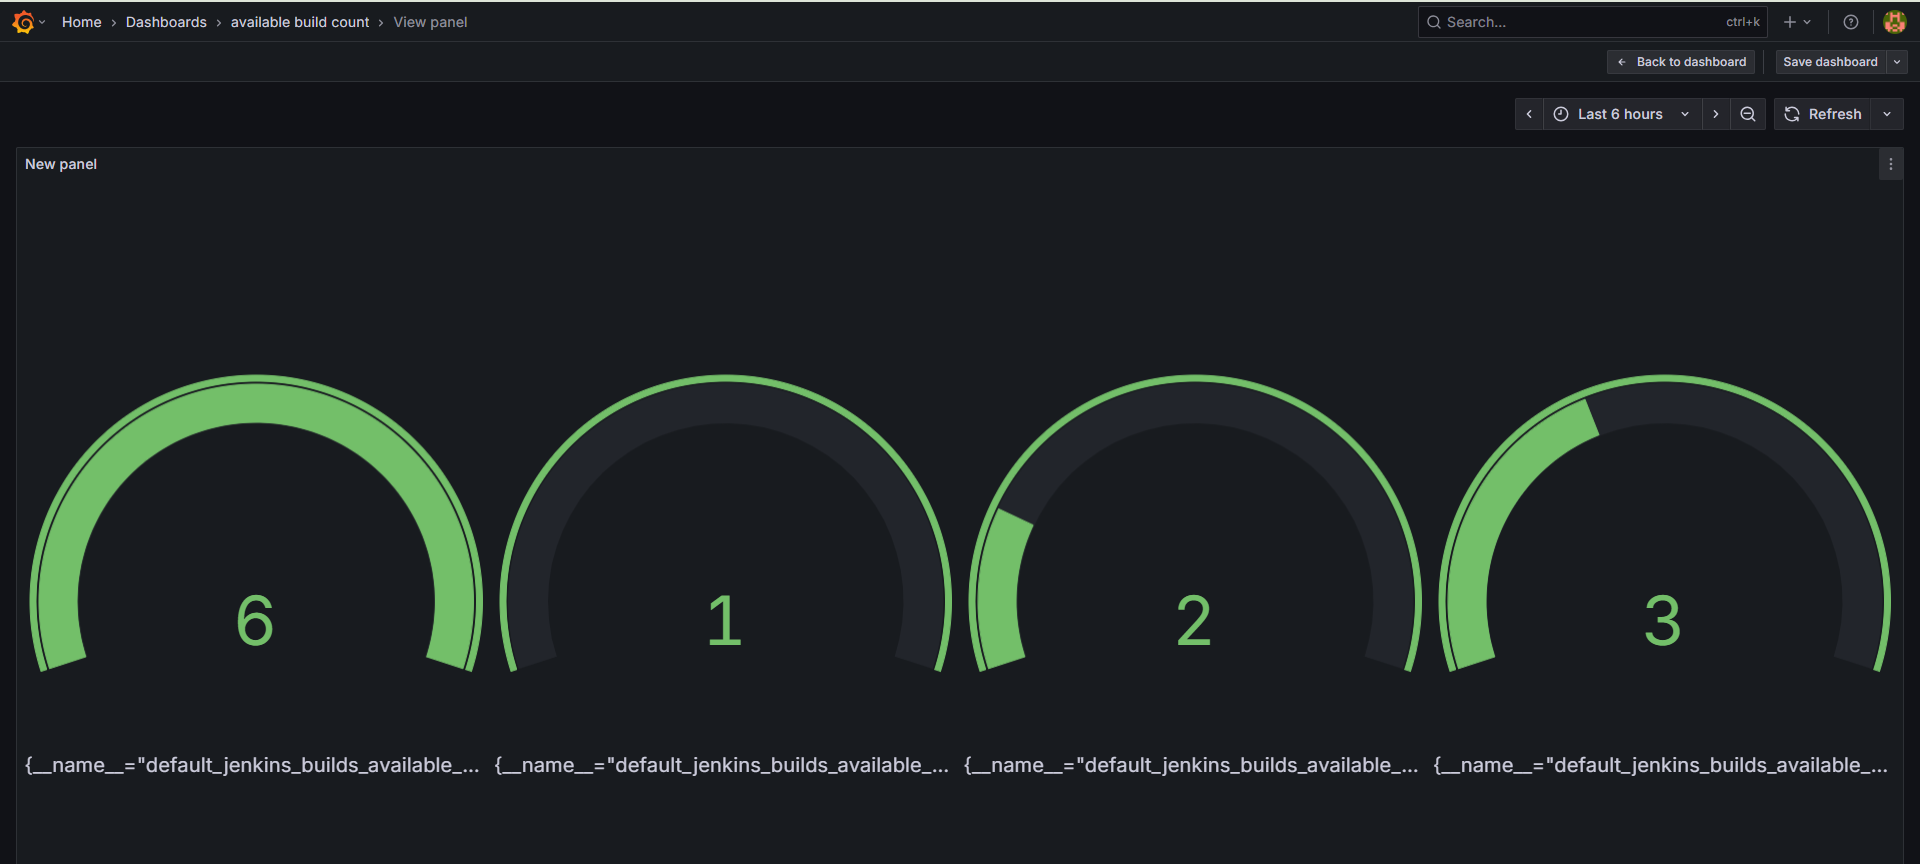 Home › Dashboards › available build count › View panel
Search... ctrl+k
Back to dashboard
Save dashboard
Last 6 hours
Refresh
New panel
6 1 2 3
{__name__="default_jenkins_builds_available_... {__name__="default_jenkins_builds_available_... {__name__="default_jenkins_builds_available_... {__name__="default_jenkins_builds_available_...